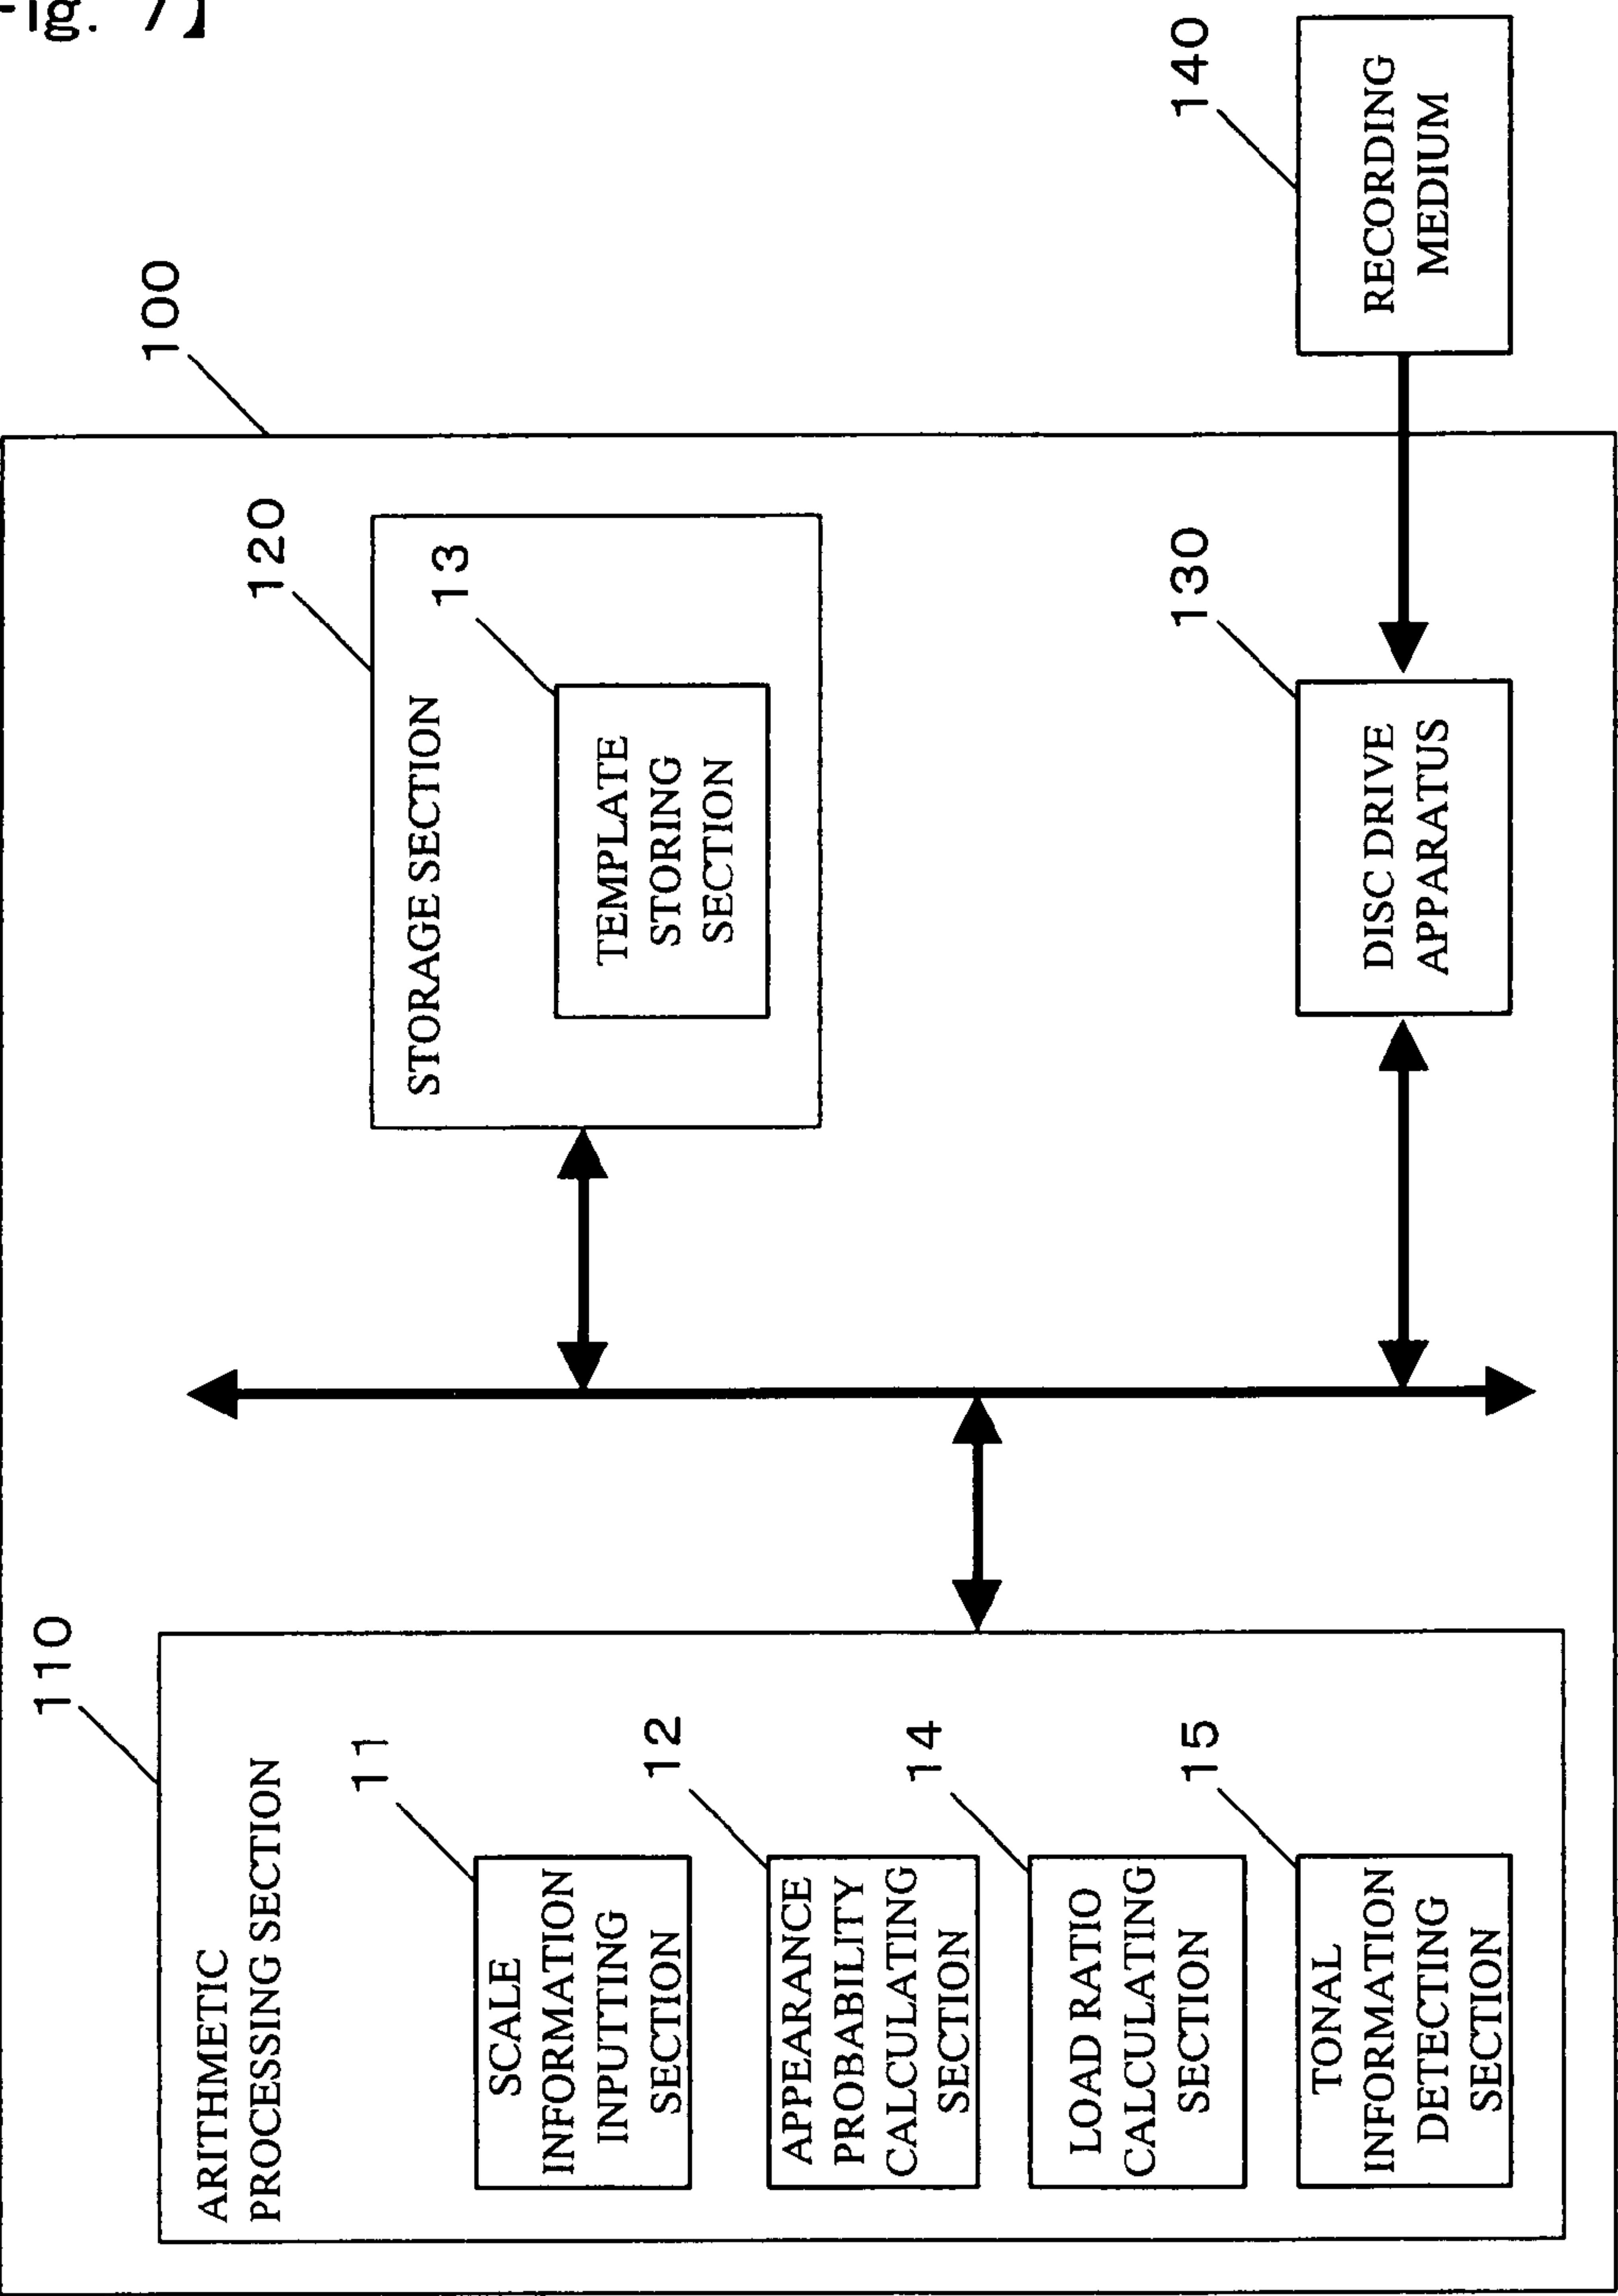 ig. 7】
100
110
ARITHMETIC
PROCESSING SECTION
11
SCALE
INFORMATION
INPUTTING
SECTION
12
APPEARANCE
PROBABILITY
CALCULATING
SECTION
14
LOAD RATIO
CALCULATING
SECTION
15
TONAL
INFORMATION
DETECTING
SECTION
120
STORAGE SECTION
13
TEMPLATE
STORING
SECTION
130
DISC DRIVE
APPARATUS
140
RECORDING
MEDIUM